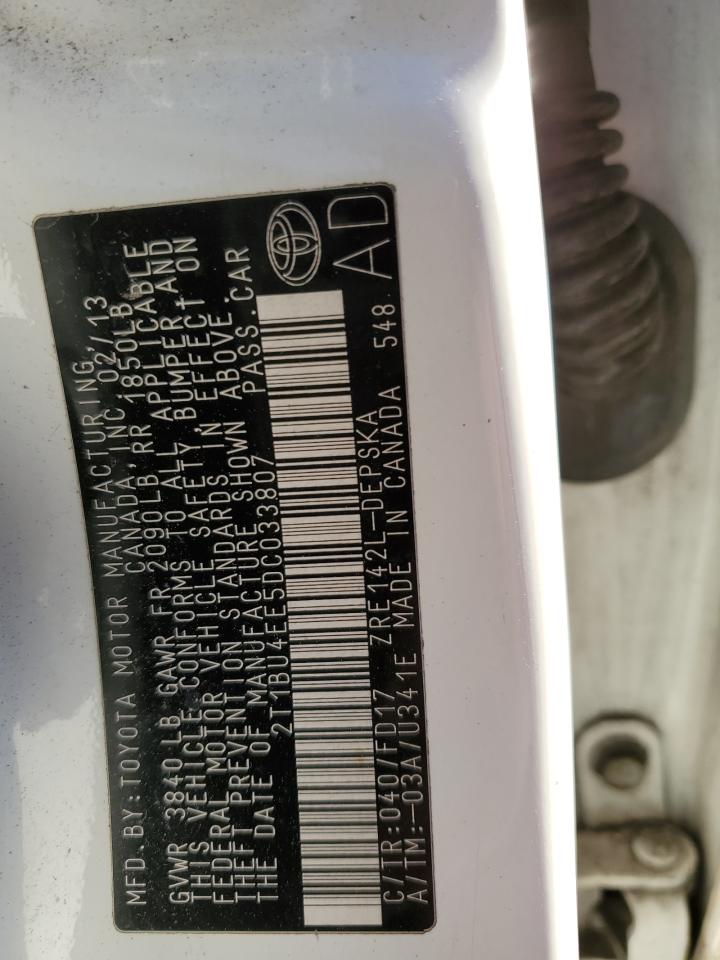 MFD.BY:TOYOTA MOTOR MANUFACTURING,
CANADA, INC 02/13
GVWR 3840LB GAWR FR 2090LB, RR 1850LB
THIS VEHICLE CONFORMS TO ALL APPLICABLE
FEDERAL MOTOR VEHICLE SAFETY, BUMPER, AND
THEFT PREVENTION STANDARDS IN EFFECT ON
THE DATE OF MANUFACTURE SHOWN ABOVE.
2T1BU4EE5DC033807 PASS.CAR
C/TR:040/FD17 ZRE142L-DEPSKA
A/TM:-03A/U341E MADE IN CANADA 548
AD